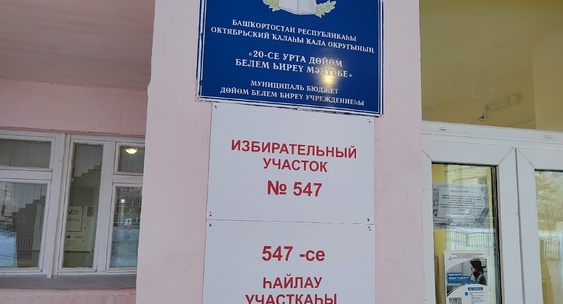 БАШҠОРТОСТАН РЕСПУБЛИКАҺЫ
ОКТЯБРЬСКИЙ ҠАЛАҺЫ ҠАЛА ОКРУГЫНЫҢ
"20-СЕ УРТА ДӨЙӨМ
БЕЛЕМ БИРЕҮ МӘКТӘБЕ"
МУНИЦИПАЛЬ БЮДЖЕТ
ДӨЙӨМ БЕЛЕМ БИРЕҮ УЧРЕЖДЕНИЕҺЫ
ИЗБИРАТЕЛЬНЫЙ
УЧАСТОК
№ 547
547 -се
ҺАЙЛАУ
УЧАСТКАҺЫ